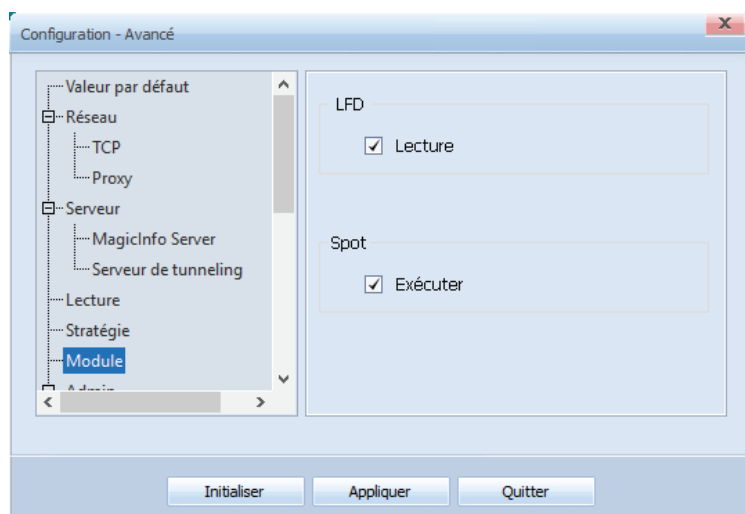 Configuration - Avancé
Valeur par défaut
Réseau
TCP
Proxy
Serveur
MagicInfo Server
Serveur de tunneling
Lecture
Stratégie
Module
Admin
LFD
Lecture
Spot
Exécuter
Initialiser
Appliquer
Quitter